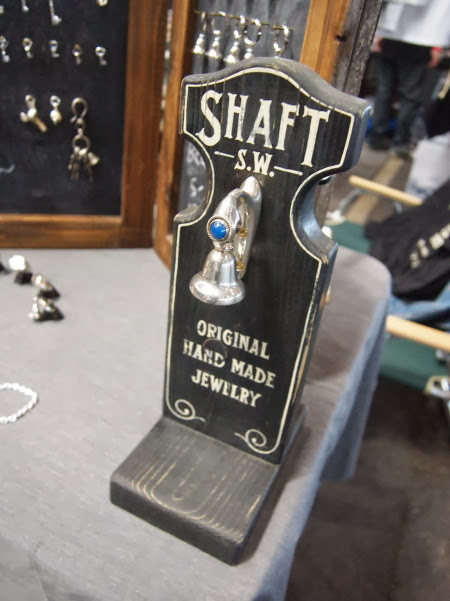 SHAFT
S.W.
ORIGINAL
HAND MADE
JEWELRY